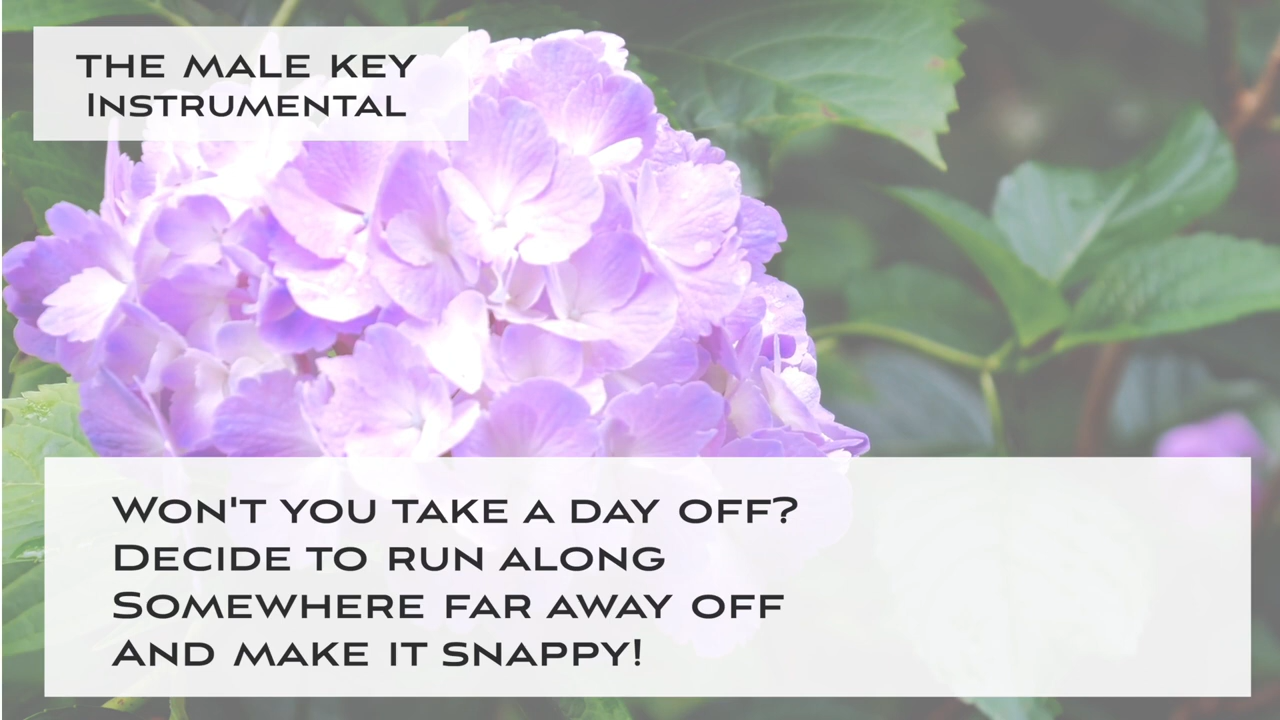 THE MALE KEY
INSTRUMENTAL
WON'T YOU TAKE A DAY OFF?
DECIDE TO RUN ALONG
SOMEWHERE FAR AWAY OFF
AND MAKE IT SNAPPY!